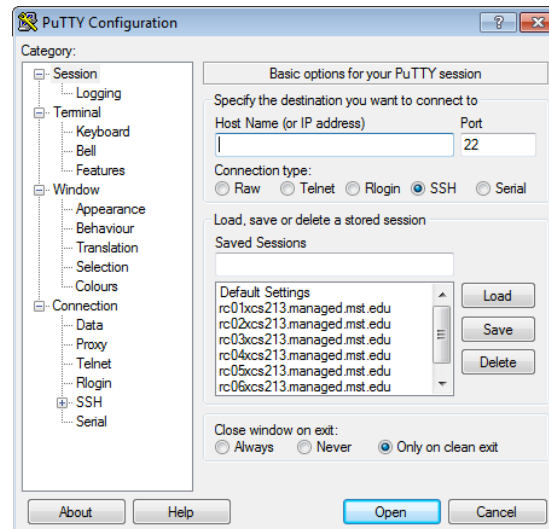 PuTTY Configuration
Category:
Session
Logging
Terminal
Keyboard
Bell
Features
Window
Appearance
Behaviour
Translation
Selection
Colours
Connection
Data
Proxy
Telnet
Rlogin
SSH
Serial
Basic options for your PuTTY session
Specify the destination you want to connect to
Host Name (or IP address) Port
22
Connection type:
Raw Telnet Rlogin SSH Serial
Load, save or delete a stored session
Saved Sessions
Default Settings
rc01xcs213.managed.mst.edu
rc02xcs213.managed.mst.edu
rc03xcs213.managed.mst.edu
rc04xcs213.managed.mst.edu
rc05xcs213.managed.mst.edu
rc06xcs213.managed.mst.edu
Load
Save
Delete
Close window on exit:
Always Never Only on clean exit
About Help Open Cancel